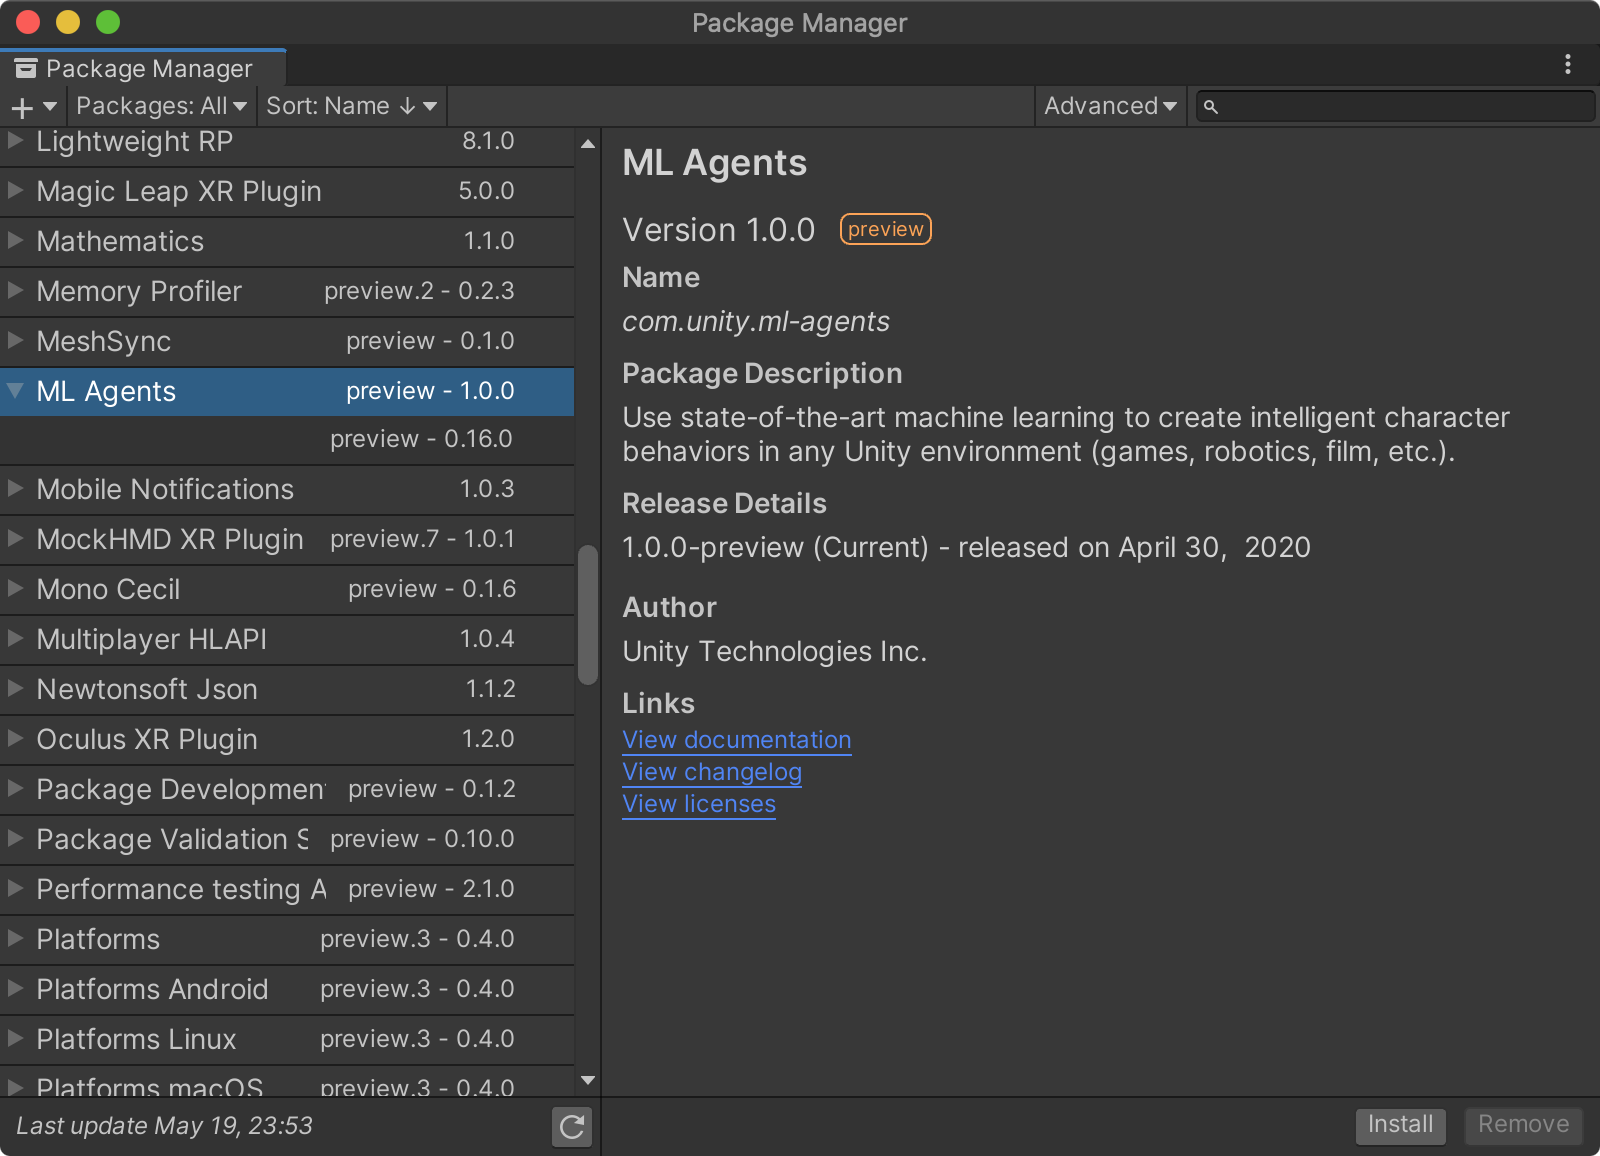 Package Manager
Package Manager
Packages: All
Sort: Name ↓
Advanced
Lightweight RP 8.1.0
Magic Leap XR Plugin 5.0.0
Mathematics 1.1.0
Memory Profiler preview.2 - 0.2.3
MeshSync preview - 0.1.0
ML Agents preview - 1.0.0
preview - 0.16.0
Mobile Notifications 1.0.3
MockHMD XR Plugin preview.7 - 1.0.1
Mono Cecil preview - 0.1.6
Multiplayer HLAPI 1.0.4
Newtonsoft Json 1.1.2
Oculus XR Plugin 1.2.0
Package Developmen preview - 0.1.2
Package Validation S preview - 0.10.0
Performance testing A preview - 2.1.0
Platforms preview.3 - 0.4.0
Platforms Android preview.3 - 0.4.0
Platforms Linux preview.3 - 0.4.0
Platforms macOS preview.3 - 0.4.0
Last update May 19, 23:53
ML Agents
Version 1.0.0 preview
Name
com.unity.ml-agents
Package Description
Use state-of-the-art machine learning to create intelligent character
behaviors in any Unity environment (games, robotics, film, etc.).
Release Details
1.0.0-preview (Current) - released on April 30, 2020
Author
Unity Technologies Inc.
Links
View documentation
View changelog
View licenses
Install
Remove